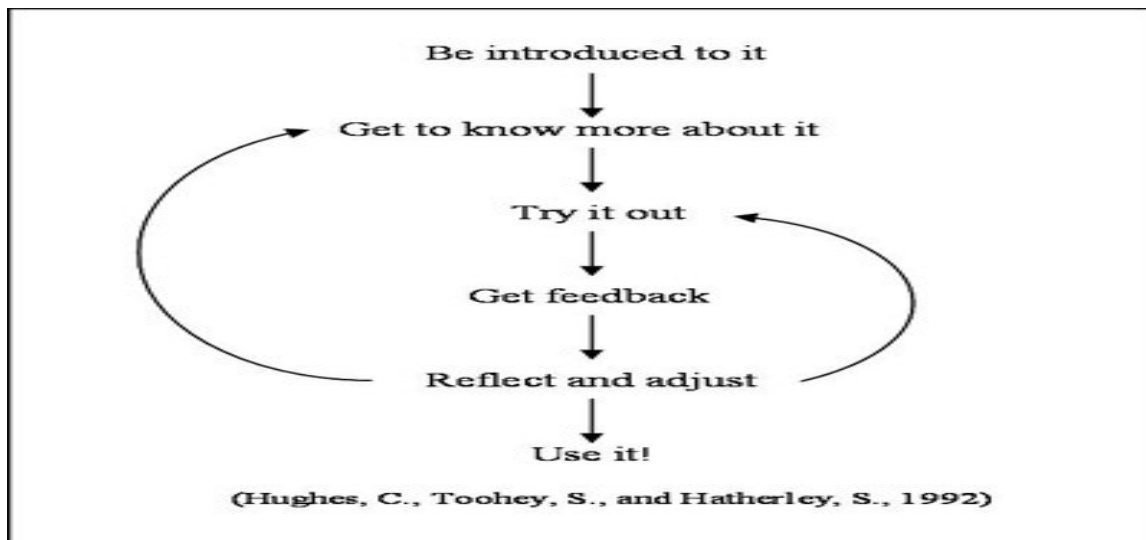 Be introduced to it
Get to know more about it
Try it out
Get feedback
Reflect and adjust
Use it!
(Hughes, C., Toohey, S., and Hatherley, S., 1992)